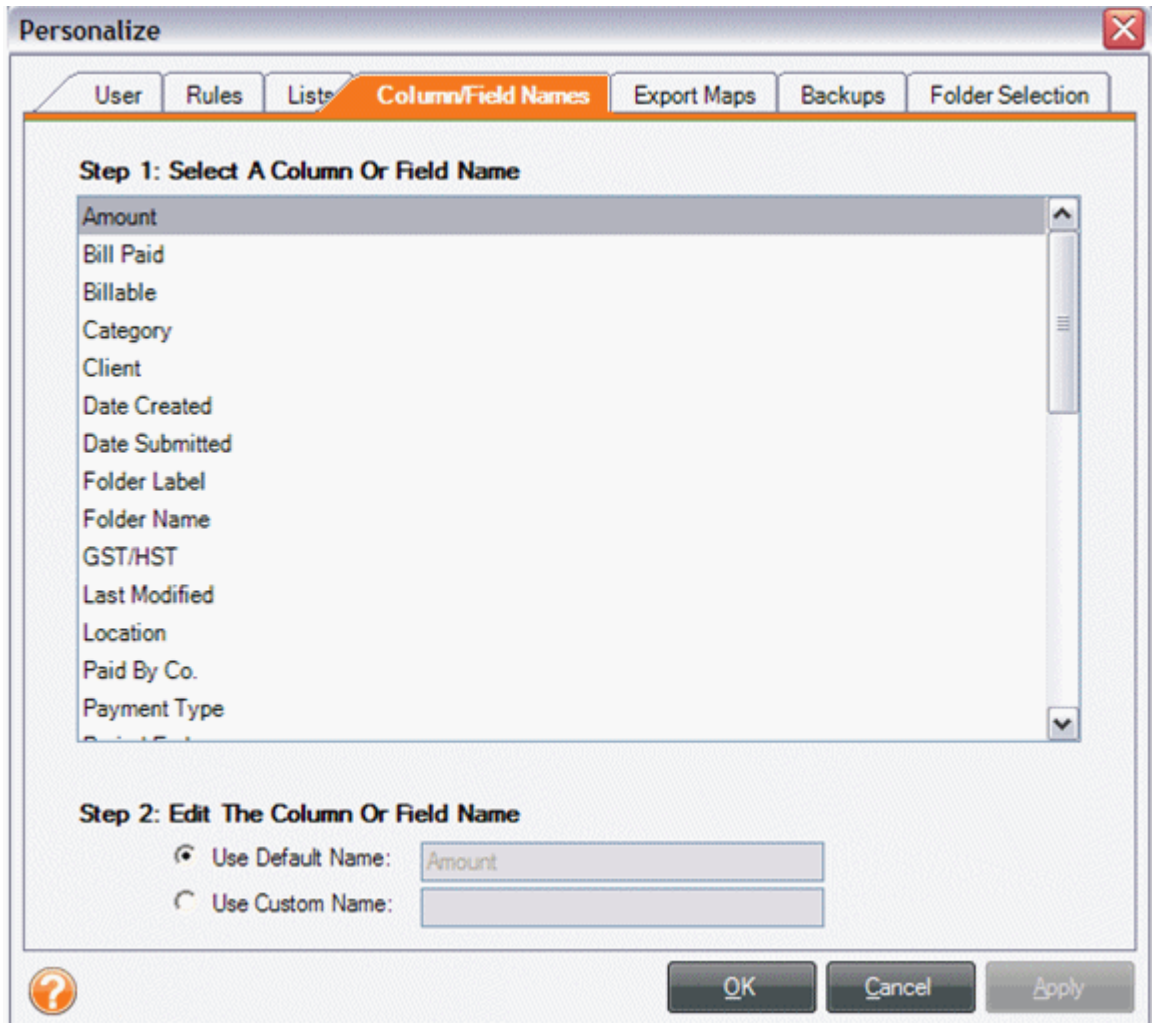 Personalize
User Rules Lists Column/Field Names Export Maps Backups Folder Selection
Step 1: Select A Column Or Field Name
Amount
Bill Paid
Billable
Category
Client
Date Created
Date Submitted
Folder Label
Folder Name
GST/HST
Last Modified
Location
Paid By Co.
Payment Type
Step 2: Edit The Column Or Field Name
Use Default Name: Amount
Use Custom Name:
? OK Cancel Apply